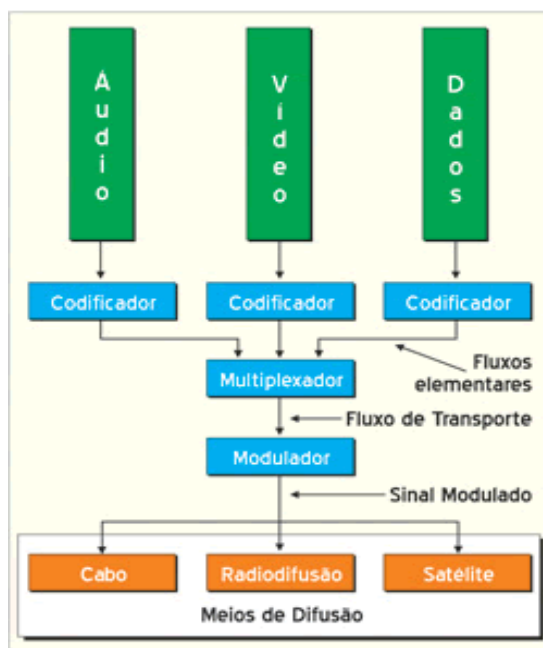 Áudio
Vídeo
Dados
Codificador
Codificador
Codificador
Fluxos
elementares
Multiplexador
Fluxo de Transporte
Modulador
Sinal Modulado
Cabo
Radiodifusão
Satélite
Meios de Difusão